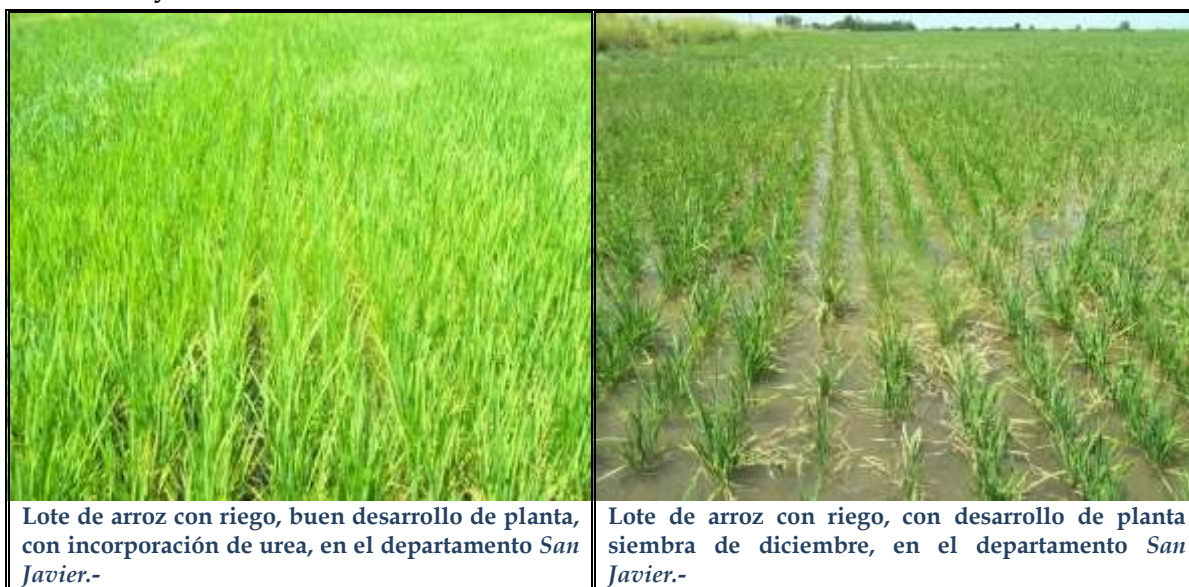 Lote de arroz con riego, buen desarrollo de planta,
con incorporación de urea, en el departamento San
Javier.-
Lote de arroz con riego, con desarrollo de planta
siembra de diciembre, en el departamento San
Javier.-